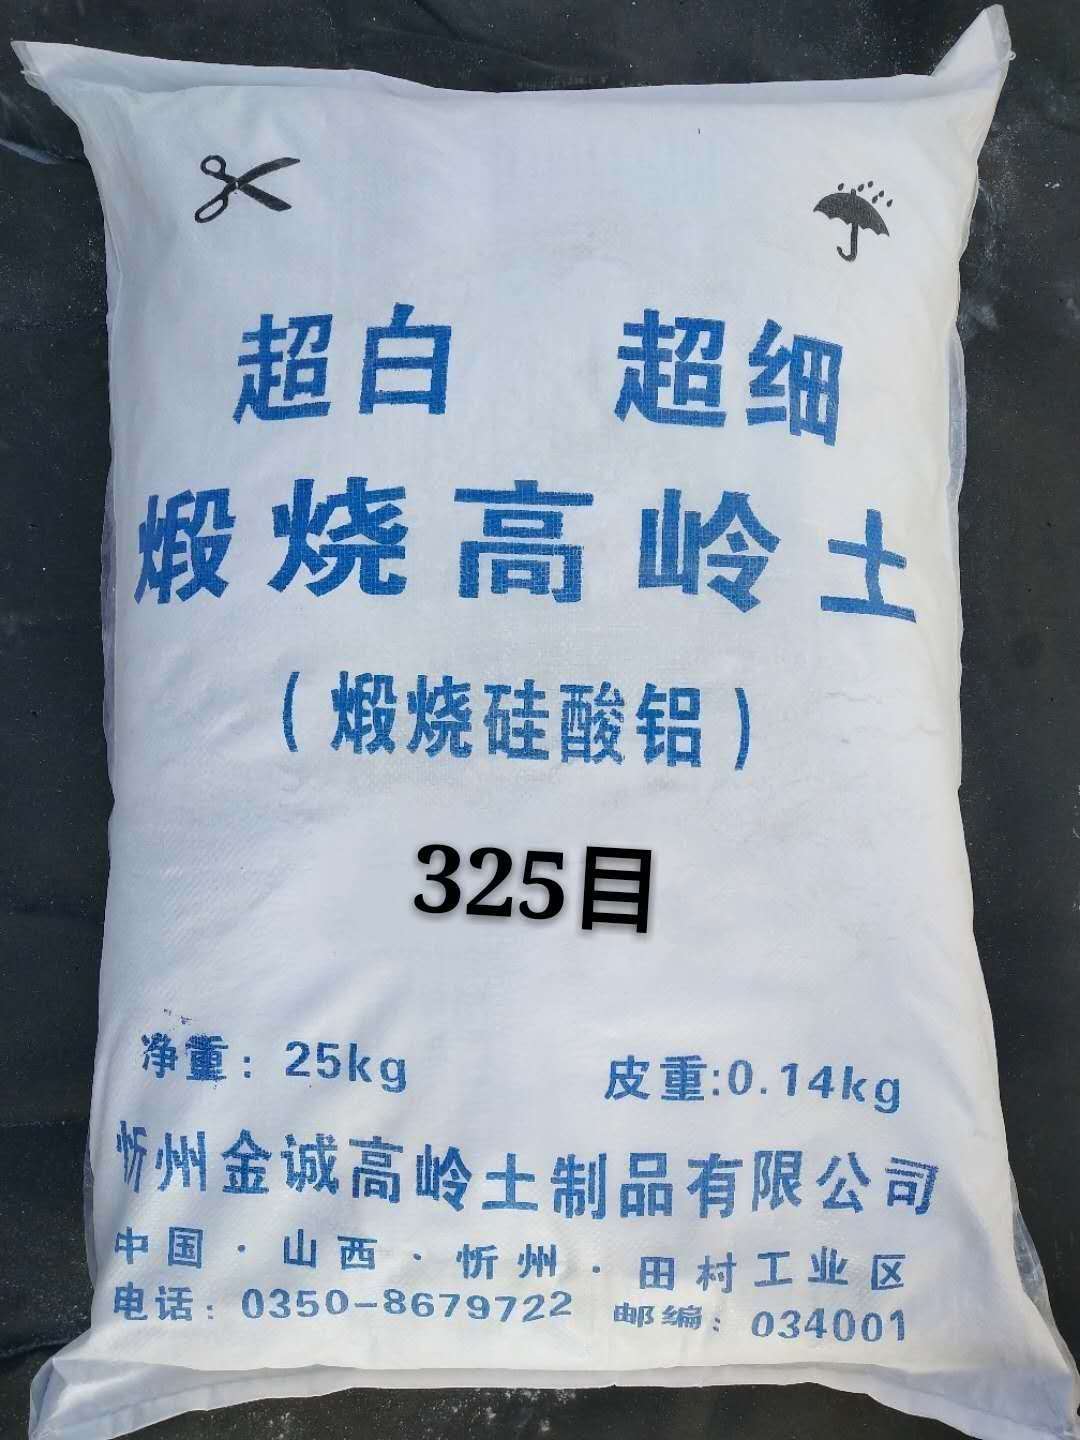 超白 超细
煅烧高岭土
(煅烧硅酸铝)
325目
净重:25kg 皮重:0.14kg
忻州金诚高岭土制品有限公司
中国·山西·忻州·田村工业区
电话:0350-8679722 邮编:034001